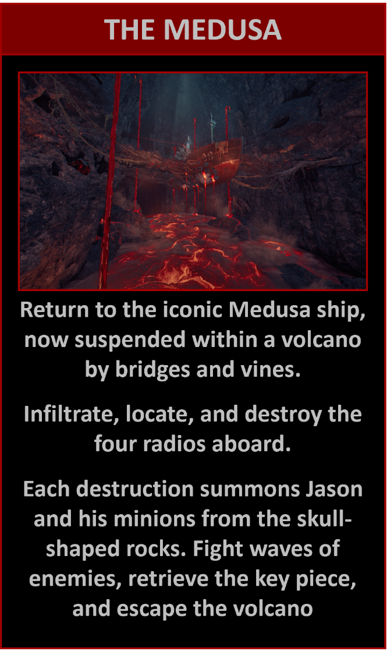 THE MEDUSA
Return to the iconic Medusa ship,
now suspended within a volcano
by bridges and vines.
Infiltrate, locate, and destroy the
four radios aboard.
Each destruction summons Jason
and his minions from the skull-
shaped rocks. Fight waves of
enemies, retrieve the key piece,
and escape the volcano